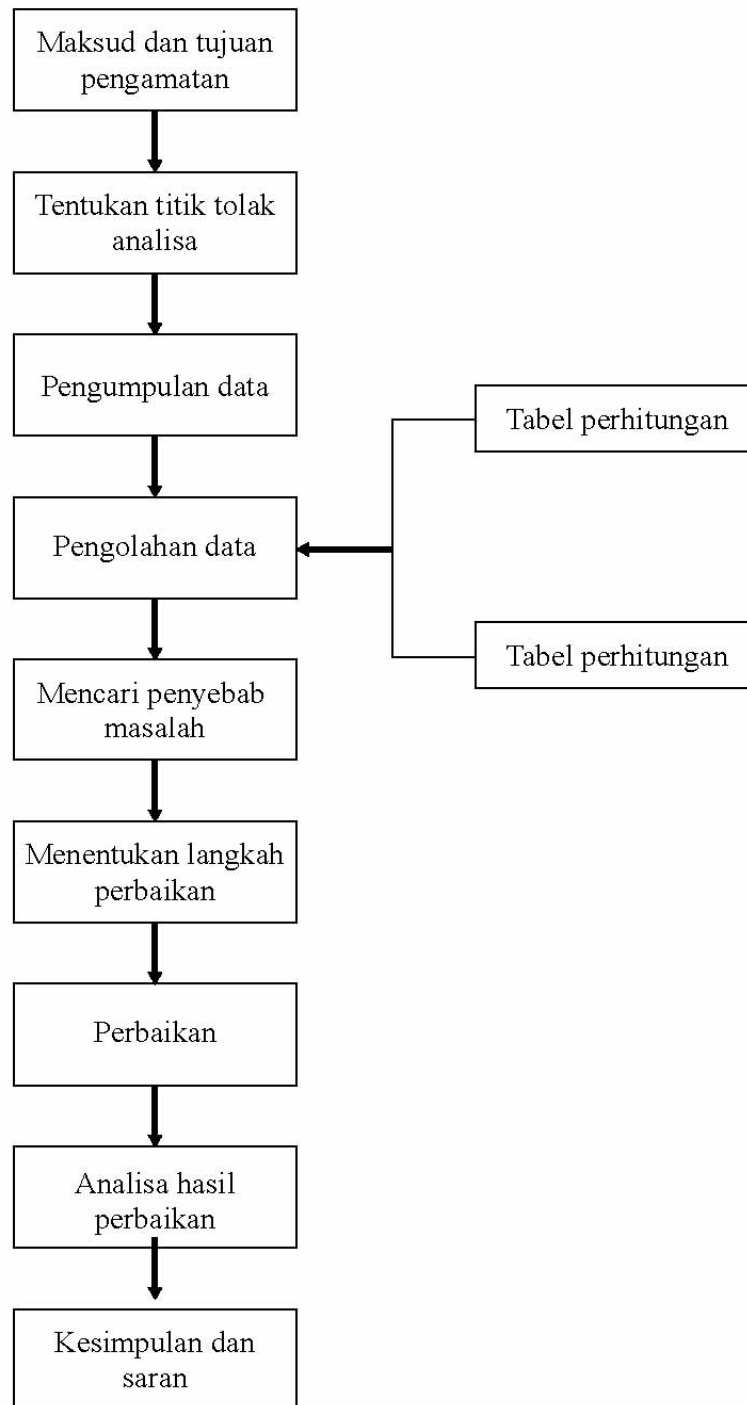 Maksud dan tujuan
pengamatan
Tentukan titik tolak
analisa
Pengumpulan data
Tabel perhitungan
Pengolahan data
Tabel perhitungan
Mencari penyebab
masalah
Menentukan langkah
perbaikan
Perbaikan
Analisa hasil
perbaikan
Kesimpulan dan
saran